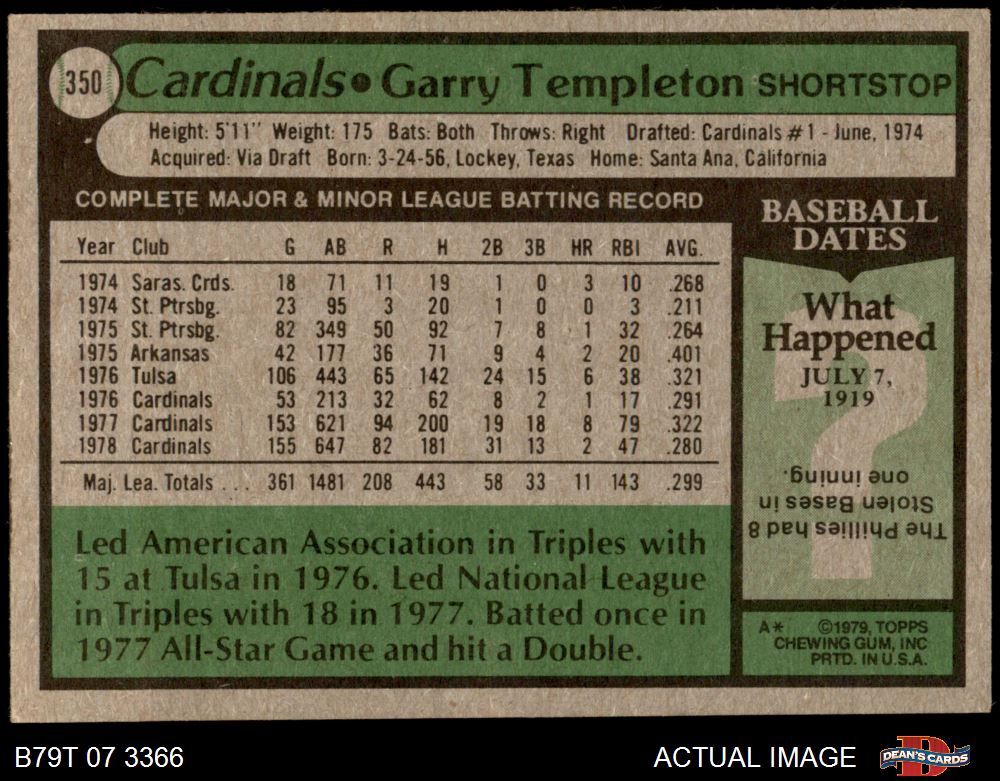 350 Cardinals • Garry Templeton SHORTSTOP
Height: 5'11" Weight: 175 Bats: Both Throws: Right Drafted: Cardinals #1 - June, 1974
Acquired: Via Draft Born: 3-24-56, Lockey, Texas Home: Santa Ana, California
COMPLETE MAJOR & MINOR LEAGUE BATTING RECORD
Year Club G AB R H 2B 3B HR RBI AVG.
1974 Saras. Crds. 18 71 11 19 1 0 3 10 .268
1974 St. Ptrsbg. 23 95 3 20 1 0 0 3 .211
1975 St. Ptrsbg. 82 349 50 92 7 8 1 32 .264
1975 Arkansas 42 177 36 71 9 4 2 20 .401
1976 Tulsa 106 443 65 142 24 15 6 38 .321
1976 Cardinals 53 213 32 62 8 2 1 17 .291
1977 Cardinals 153 621 94 200 19 18 8 79 .322
1978 Cardinals 155 647 82 181 31 13 2 47 .280
Maj. Lea. Totals ... 361 1481 208 443 58 33 11 143 .299
Led American Association in Triples with
15 at Tulsa in 1976. Led National League
in Triples with 18 in 1977. Batted once in
1977 All-Star Game and hit a Double.
BASEBALL
DATES
What
Happened
JULY 7,
1919
?
The Phillies had 8
Stolen Bases in
one inning.
A* ©1979, TOPPS
CHEWING GUM, INC
PRTD. IN U.S.A.
B79T 07 3366
ACTUAL IMAGE
D
DEAN'S CARDS